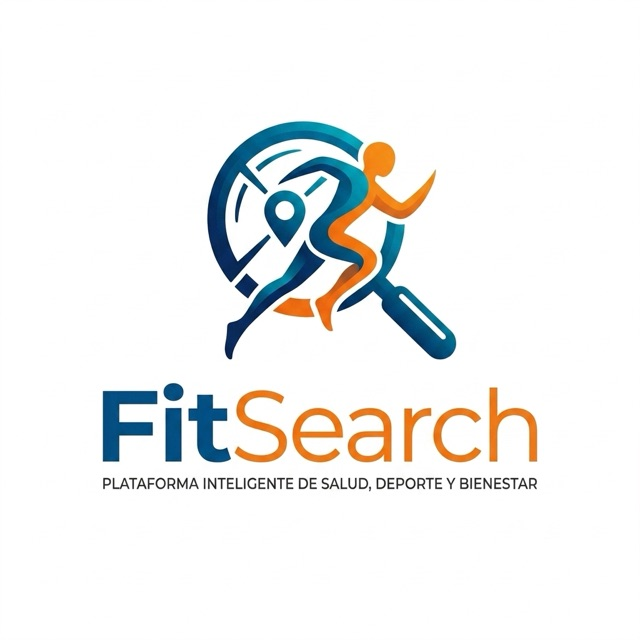 FitSearch
PLATAFORMA INTELIGENTE DE SALUD, DEPORTE Y BIENESTAR